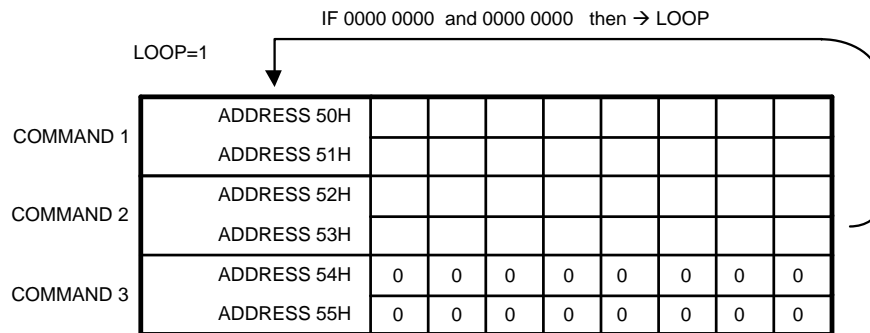 IF 0000 0000 and 0000 0000 then → LOOP
LOOP=1
COMMAND 1
ADDRESS 50H
ADDRESS 51H
COMMAND 2
ADDRESS 52H
ADDRESS 53H
COMMAND 3
ADDRESS 54H 0 0 0 0 0 0 0 0
ADDRESS 55H 0 0 0 0 0 0 0 0